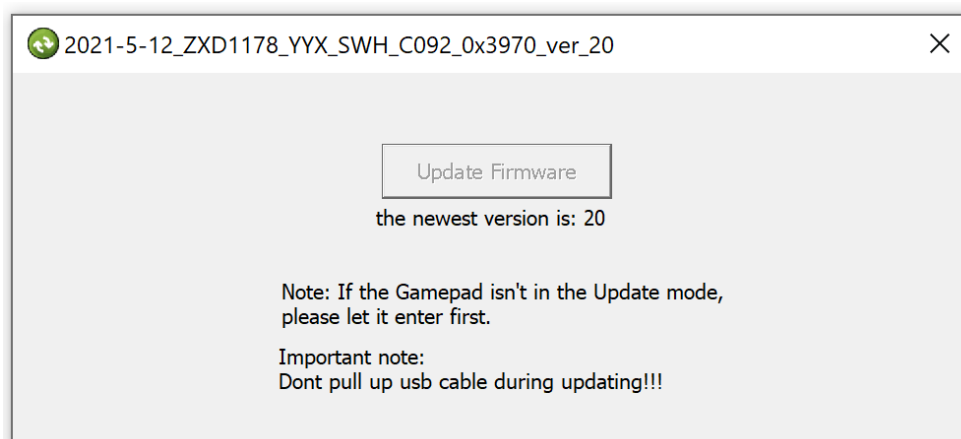 2021-5-12_ZXD1178_YYX_SWH_C092_0x3970_ver_20
Update Firmware
the newest version is: 20
Note: If the Gamepad isn't in the Update mode,
please let it enter first.
Important note:
Dont pull up usb cable during updating!!!